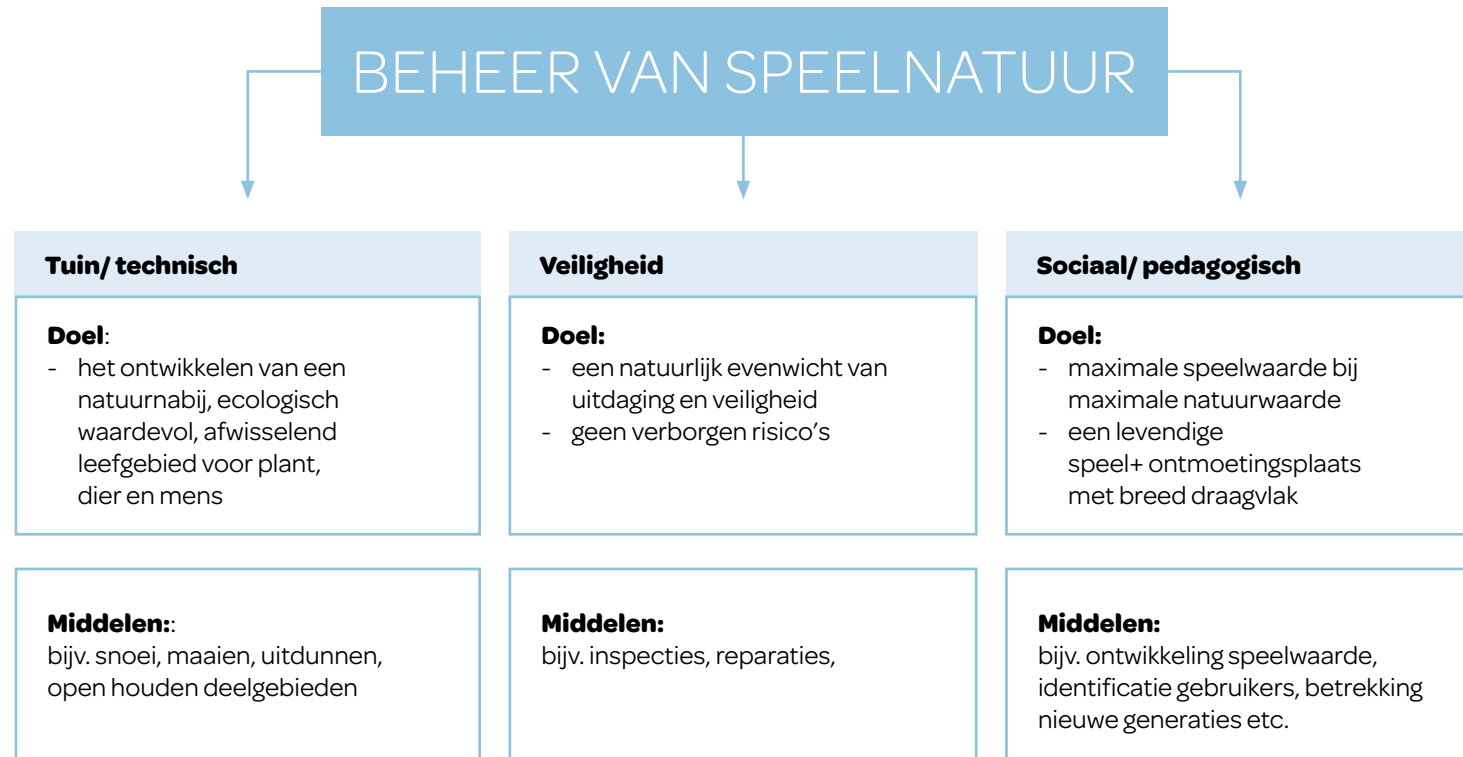 BEHEER VAN SPEELNATUUR
Tuin/ technisch
Doel:
- het ontwikkelen van een
natuurnabij, ecologisch
waardevol, afwisselend
leefgebied voor plant,
dier en mens
Middelen::
bijv. snoei, maaien, uitdunnen,
open houden deelgebieden
Veiligheid
Doel:
- een natuurlijk evenwicht van
uitdaging en veiligheid
- geen verborgen risico's
Middelen:
bijv. inspecties, reparaties,
Sociaal/ pedagogisch
Doel:
- maximale speelwaarde bij
maximale natuurwaarde
- een levendige
speel+ ontmoetingsplaats
met breed draagvlak
Middelen:
bijv. ontwikkeling speelwaarde,
identificatie gebruikers, betrekking
nieuwe generaties etc.